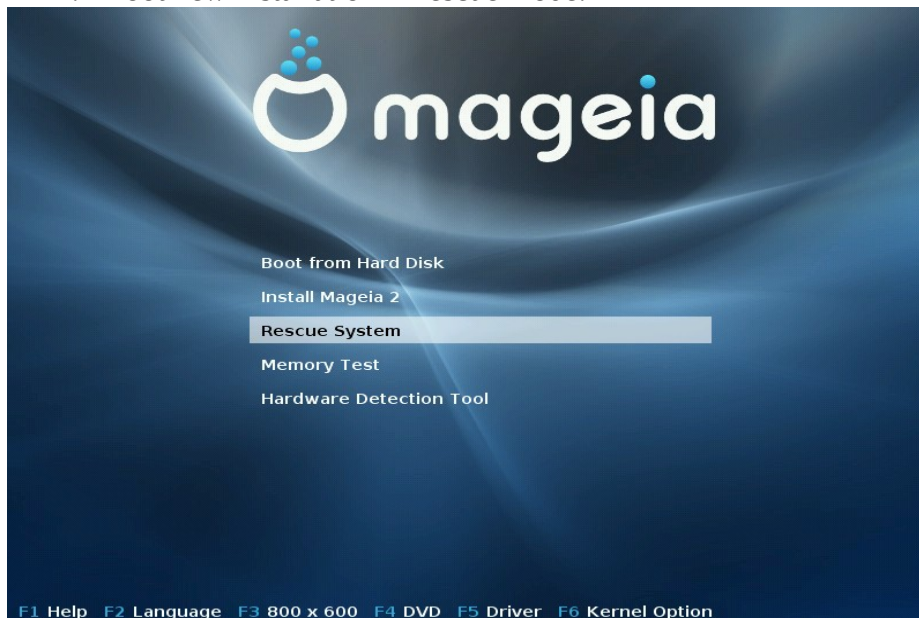 mageia
Boot from Hard Disk
Install Mageia 2
Rescue System
Memory Test
Hardware Detection Tool
F1 Help F2 Language F3 800 x 600 F4 DVD F5 Driver F6 Kernel Option